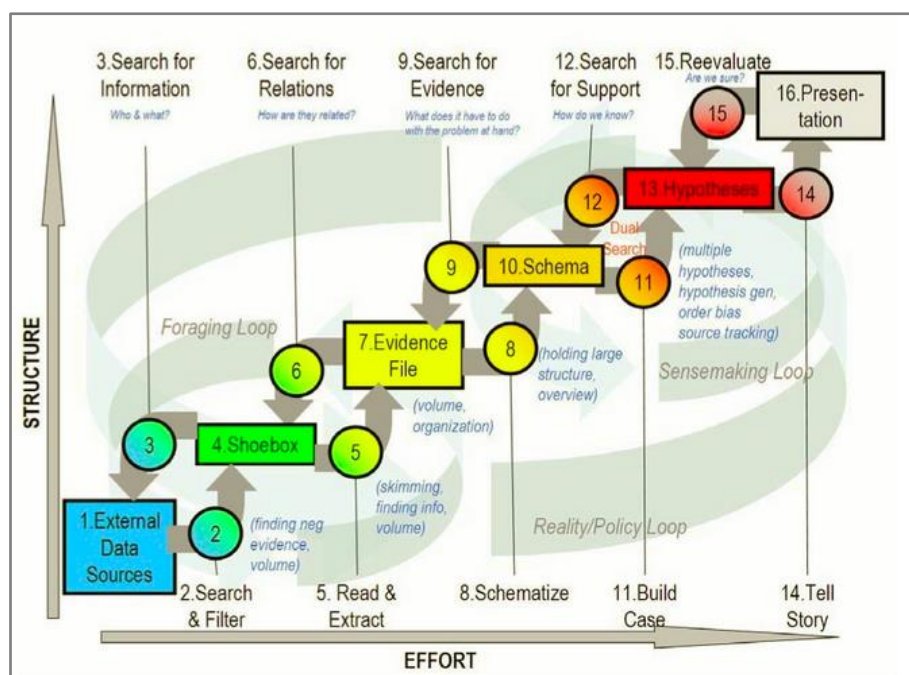 3.Search for
Information
Who & what?
6.Search for
Relations
How are they related?
9.Search for
Evidence
What does it have to do
with the problem at hand?
12.Search
for Support
How do we know?
15.Reevaluate
Are we sure?
15
16.Presen-
tation
12
13.Hypotheses
14
Dual
Search
9
10.Schema
11
(multiple
hypotheses,
hypothesis gen,
order bias
source tracking)
Foraging Loop
7.Evidence
File
6
8
(holding large
structure,
overview)
Sensemaking Loop
STRUCTURE
(volume,
organization)
3
4.Shoebox
5
(skimming,
finding info,
volume)
1.External
Data
Sources
2
(finding neg
evidence,
volume)
Reality/Policy Loop
2.Search
& Filter
5. Read &
Extract
8.Schematize
11.Build
Case
14.Tell
Story
EFFORT